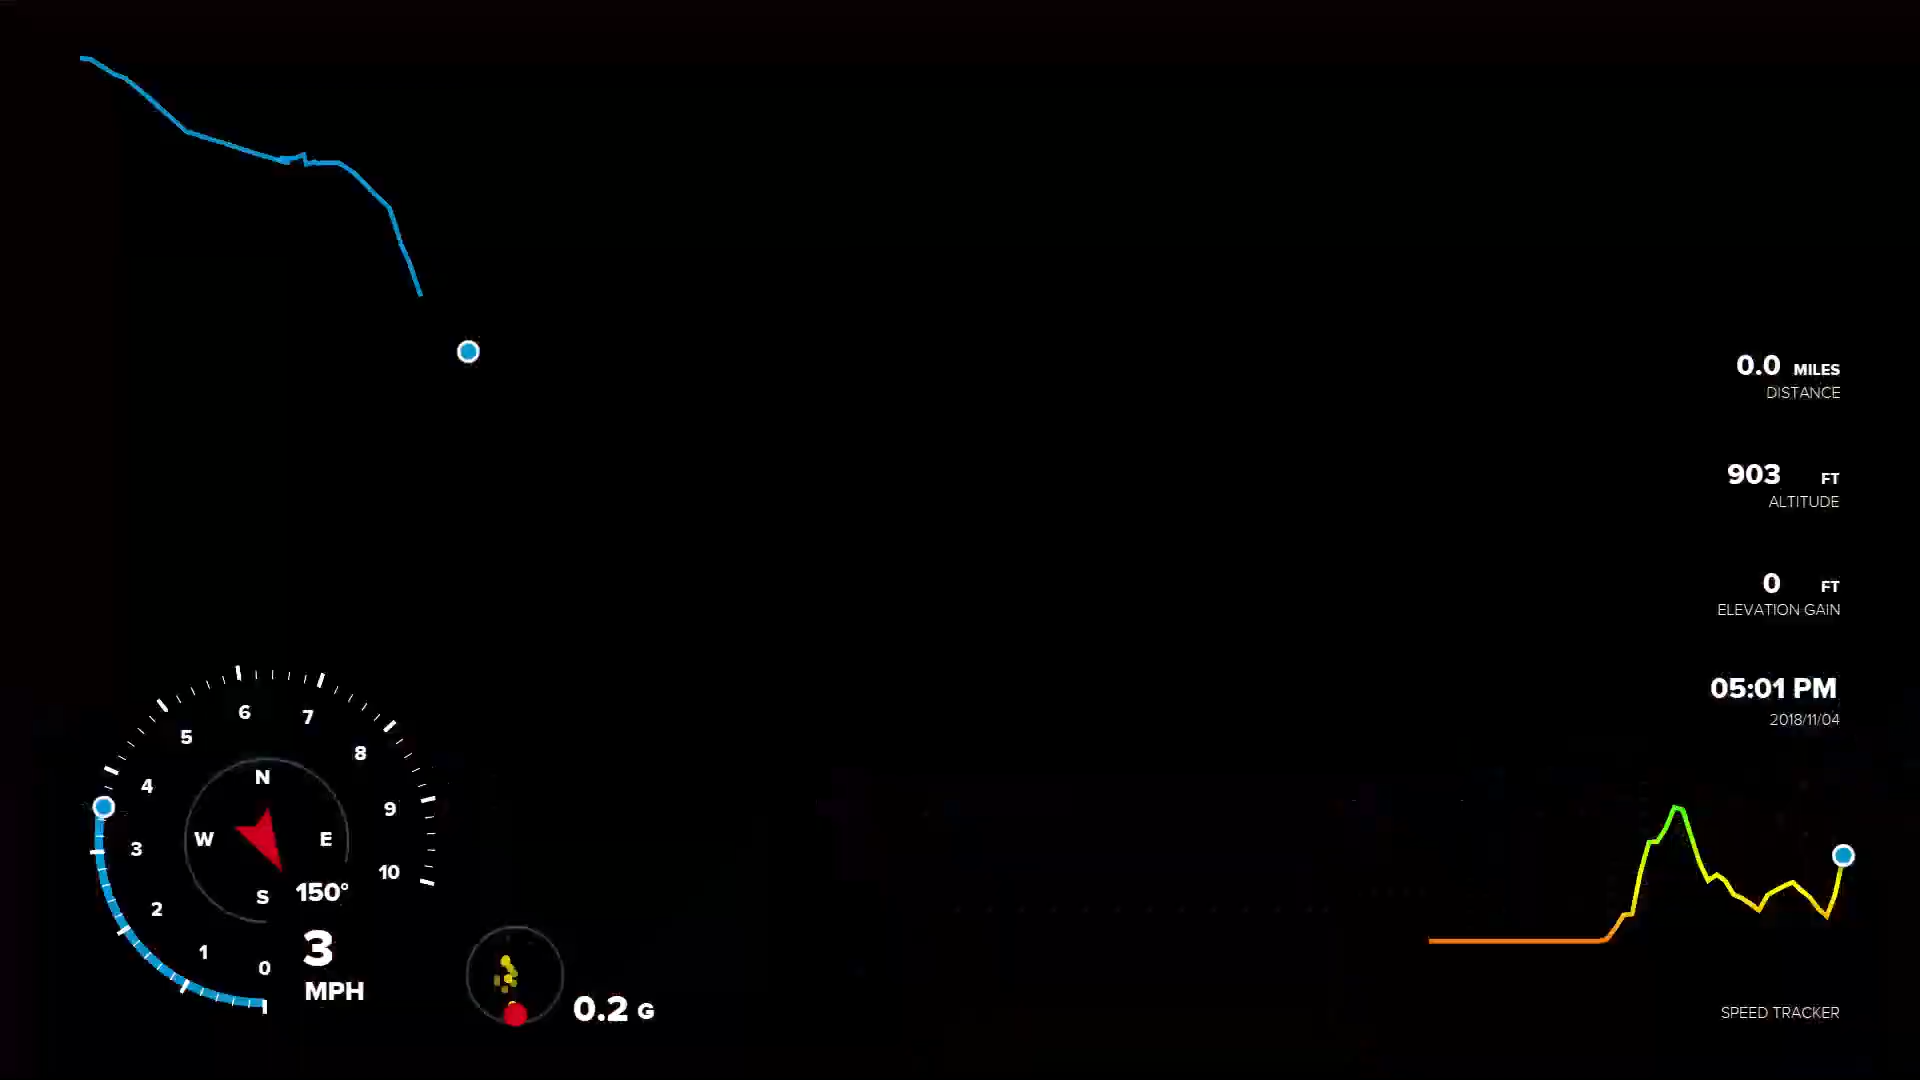 0.0 MILES
DISTANCE
903 FT
ALTITUDE
0 FT
ELEVATION GAIN
05:01 PM
2018/11/04
6
7
5
8
4
N
9
W
E
3
10
S
150°
2
3
1
0
MPH
0.2 G
SPEED TRACKER